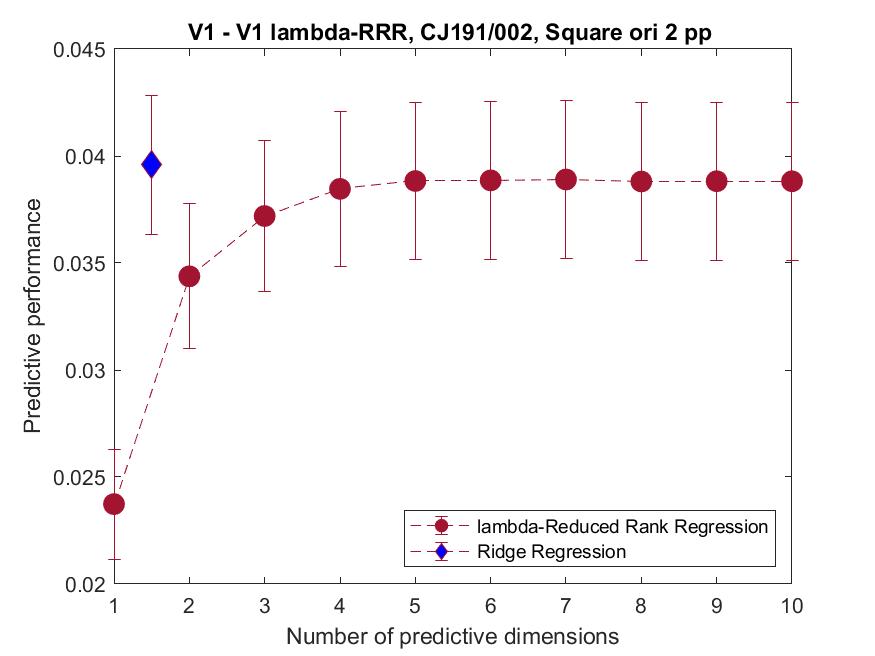 V1 - V1 lambda-RRR, CJ191/002, Square ori 2 pp
0.045
0.04
0.035
0.03
0.025
0.02
Predictive performance
1 2 3 4 5 6 7 8 9 10
Number of predictive dimensions
lambda-Reduced Rank Regression
Ridge Regression